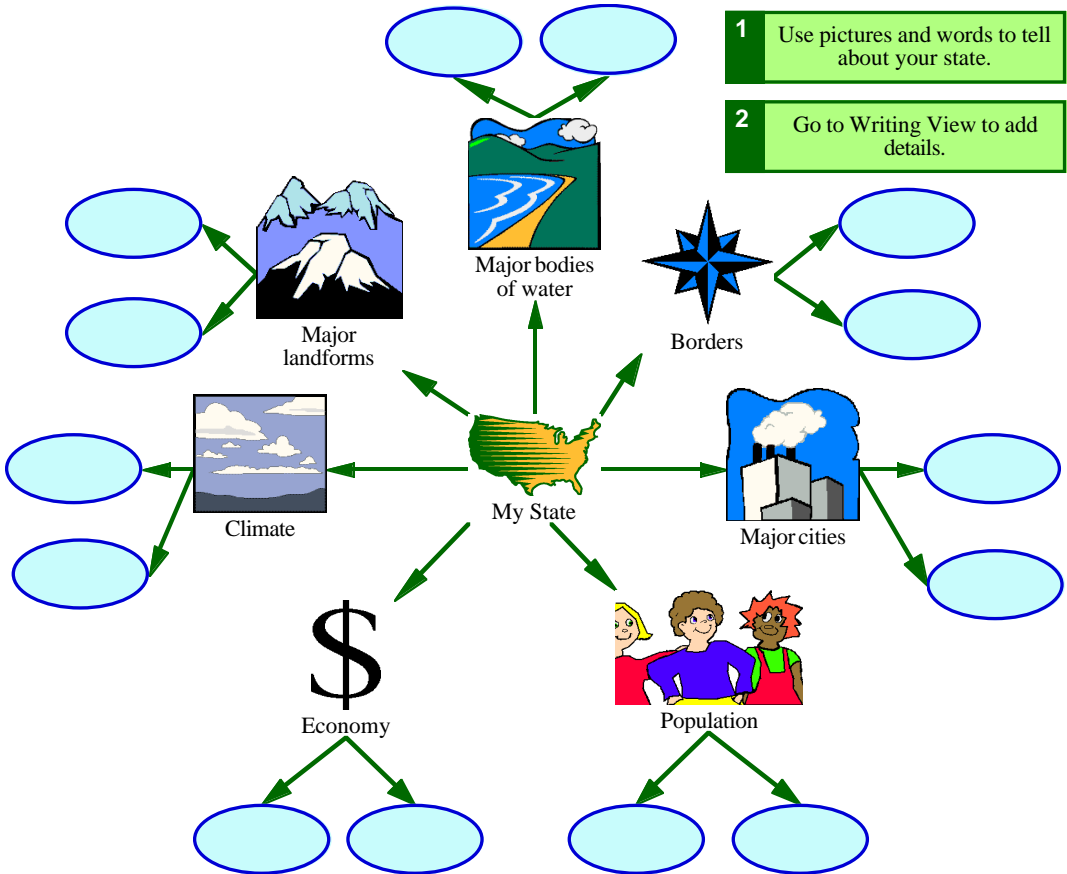 1
Use pictures and words to tell
about your state.
2
Go to Writing View to add
details.
Major bodies
of water
Major
landforms
Borders
Climate
My State
Major cities
Economy
$
Population